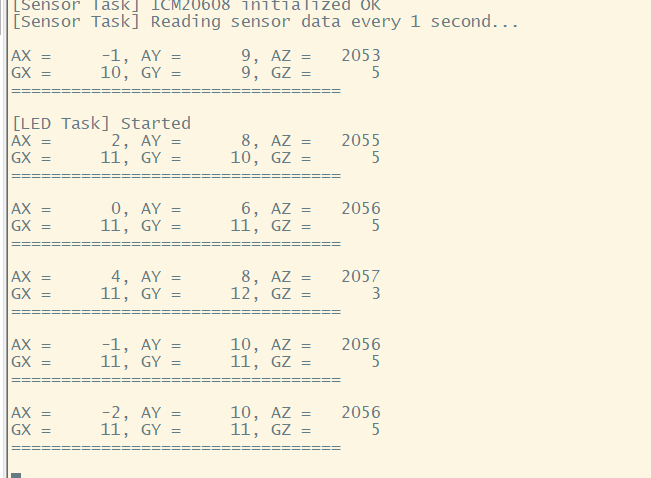 [Sensor Task] ICM20608 initialized OK
[Sensor Task] Reading sensor data every 1 second...
AX =     -1, AY =      9, AZ =   2053
GX =     10, GY =      9, GZ =      5
=================================
[LED Task] Started
AX =      2, AY =      8, AZ =   2055
GX =     11, GY =     10, GZ =      5
=================================
AX =      0, AY =      6, AZ =   2056
GX =     11, GY =     11, GZ =      5
=================================
AX =      4, AY =      8, AZ =   2057
GX =     11, GY =     12, GZ =      3
=================================
AX =     -1, AY =     10, AZ =   2056
GX =     11, GY =     11, GZ =      5
=================================
AX =     -2, AY =     10, AZ =   2056
GX =     11, GY =     11, GZ =      5
=================================